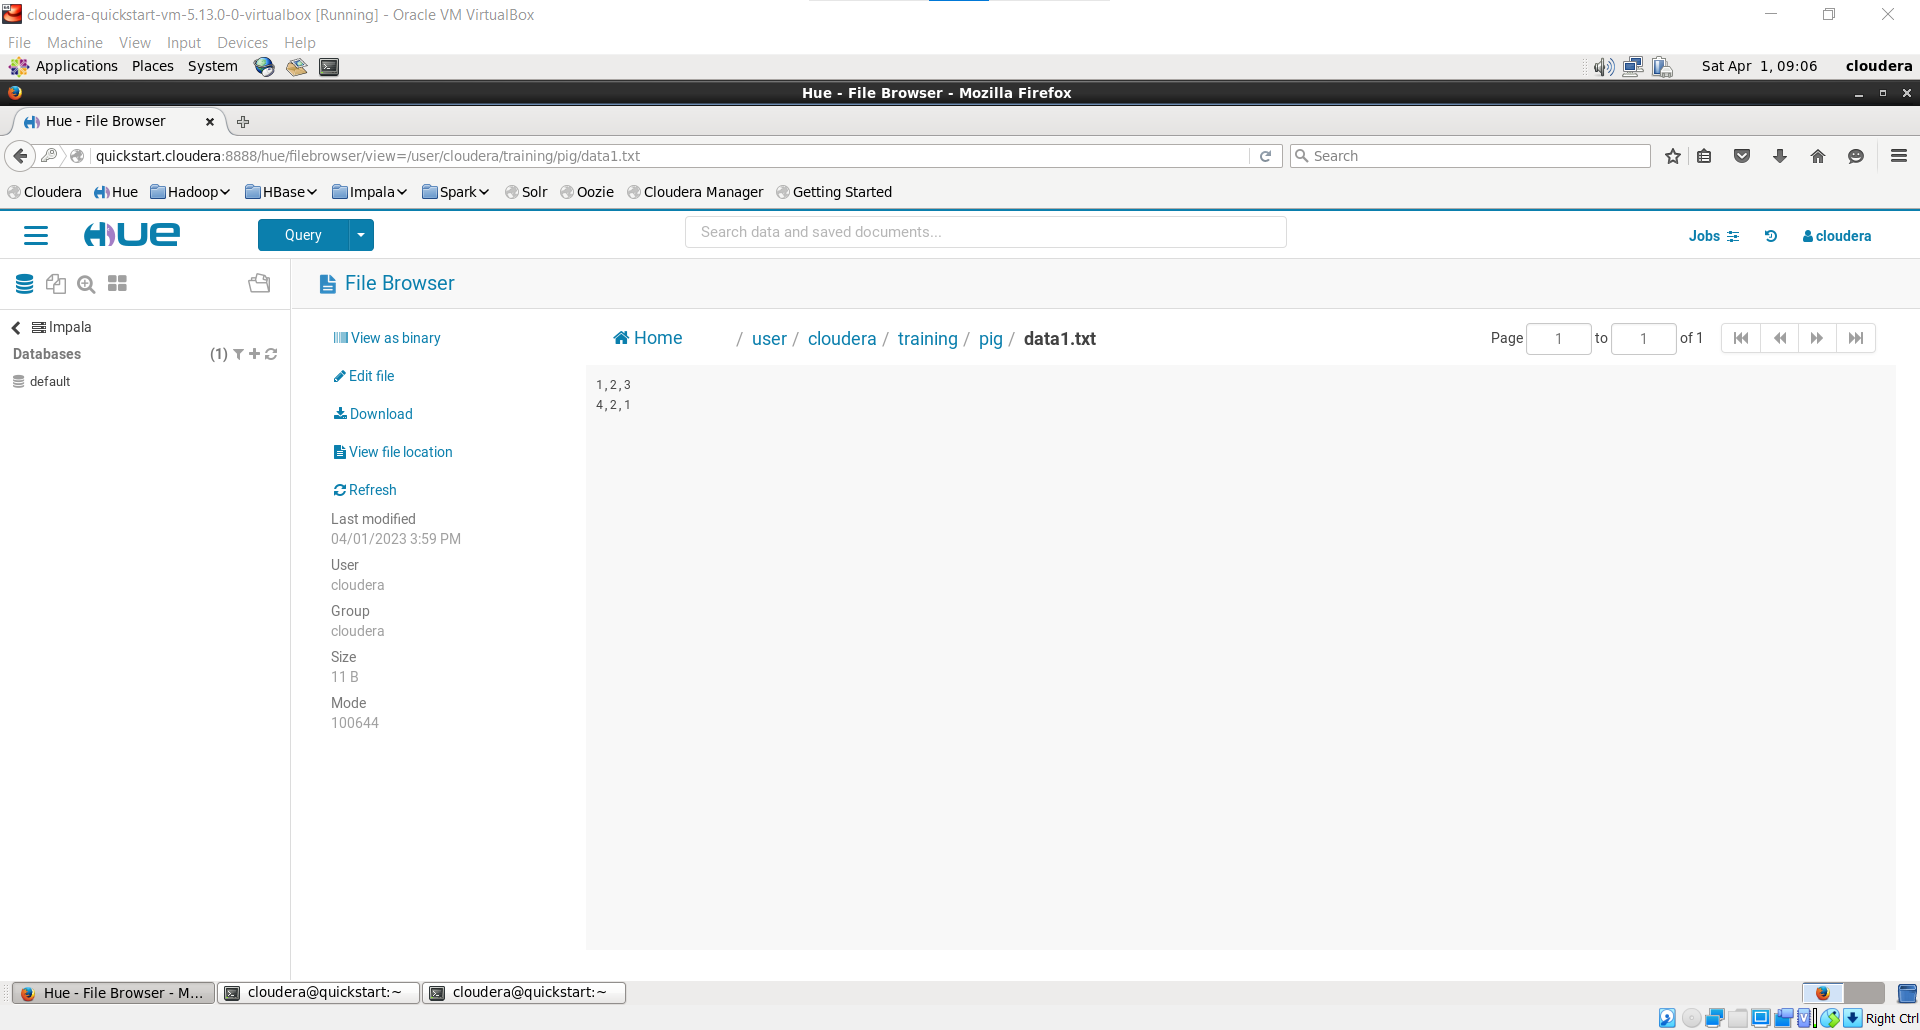 cloudera-quickstart-vm-5.13.0-0-virtualbox [Running] - Oracle VM VirtualBox
File Machine View Input Devices Help
Applications Places System Sat Apr 1, 09:06 cloudera
Hue - File Browser - Mozilla Firefox
Hue - File Browser
quickstart.cloudera:8888/hue/filebrowser/view=/user/cloudera/training/pig/data1.txt Search
Cloudera Hue Hadoop HBase Impala Spark Solr Oozie Cloudera Manager Getting Started
HUE Query Search data and saved documents... Jobs cloudera
File Browser
Impala
Databases (1)
default
View as binary
Edit file
Download
View file location
Refresh
Last modified
04/01/2023 3:59 PM
User
cloudera
Group
cloudera
Size
11 B
Mode
100644
Home / user / cloudera / training / pig / data1.txt Page 1 to 1 of 1
1,2,3
4,2,1
Hue - File Browser - M... cloudera@quickstart:~ cloudera@quickstart:~
Right Ctrl